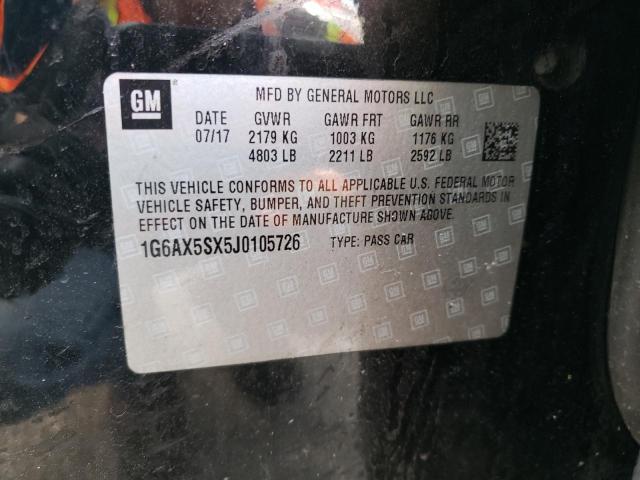 GM
MFD BY GENERAL MOTORS LLC
DATE GVWR GAWR FRT GAWR RR
07/17 2179 KG 1003 KG 1176 KG
4803 LB 2211 LB 2592 LB
THIS VEHICLE CONFORMS TO ALL APPLICABLE U.S. FEDERAL MOTOR
VEHICLE SAFETY, BUMPER, AND THEFT PREVENTION STANDARDS IN
EFFECT ON THE DATE OF MANUFACTURE SHOWN ABOVE.
1G6AX5SX5J0105726 TYPE: PASS CAR